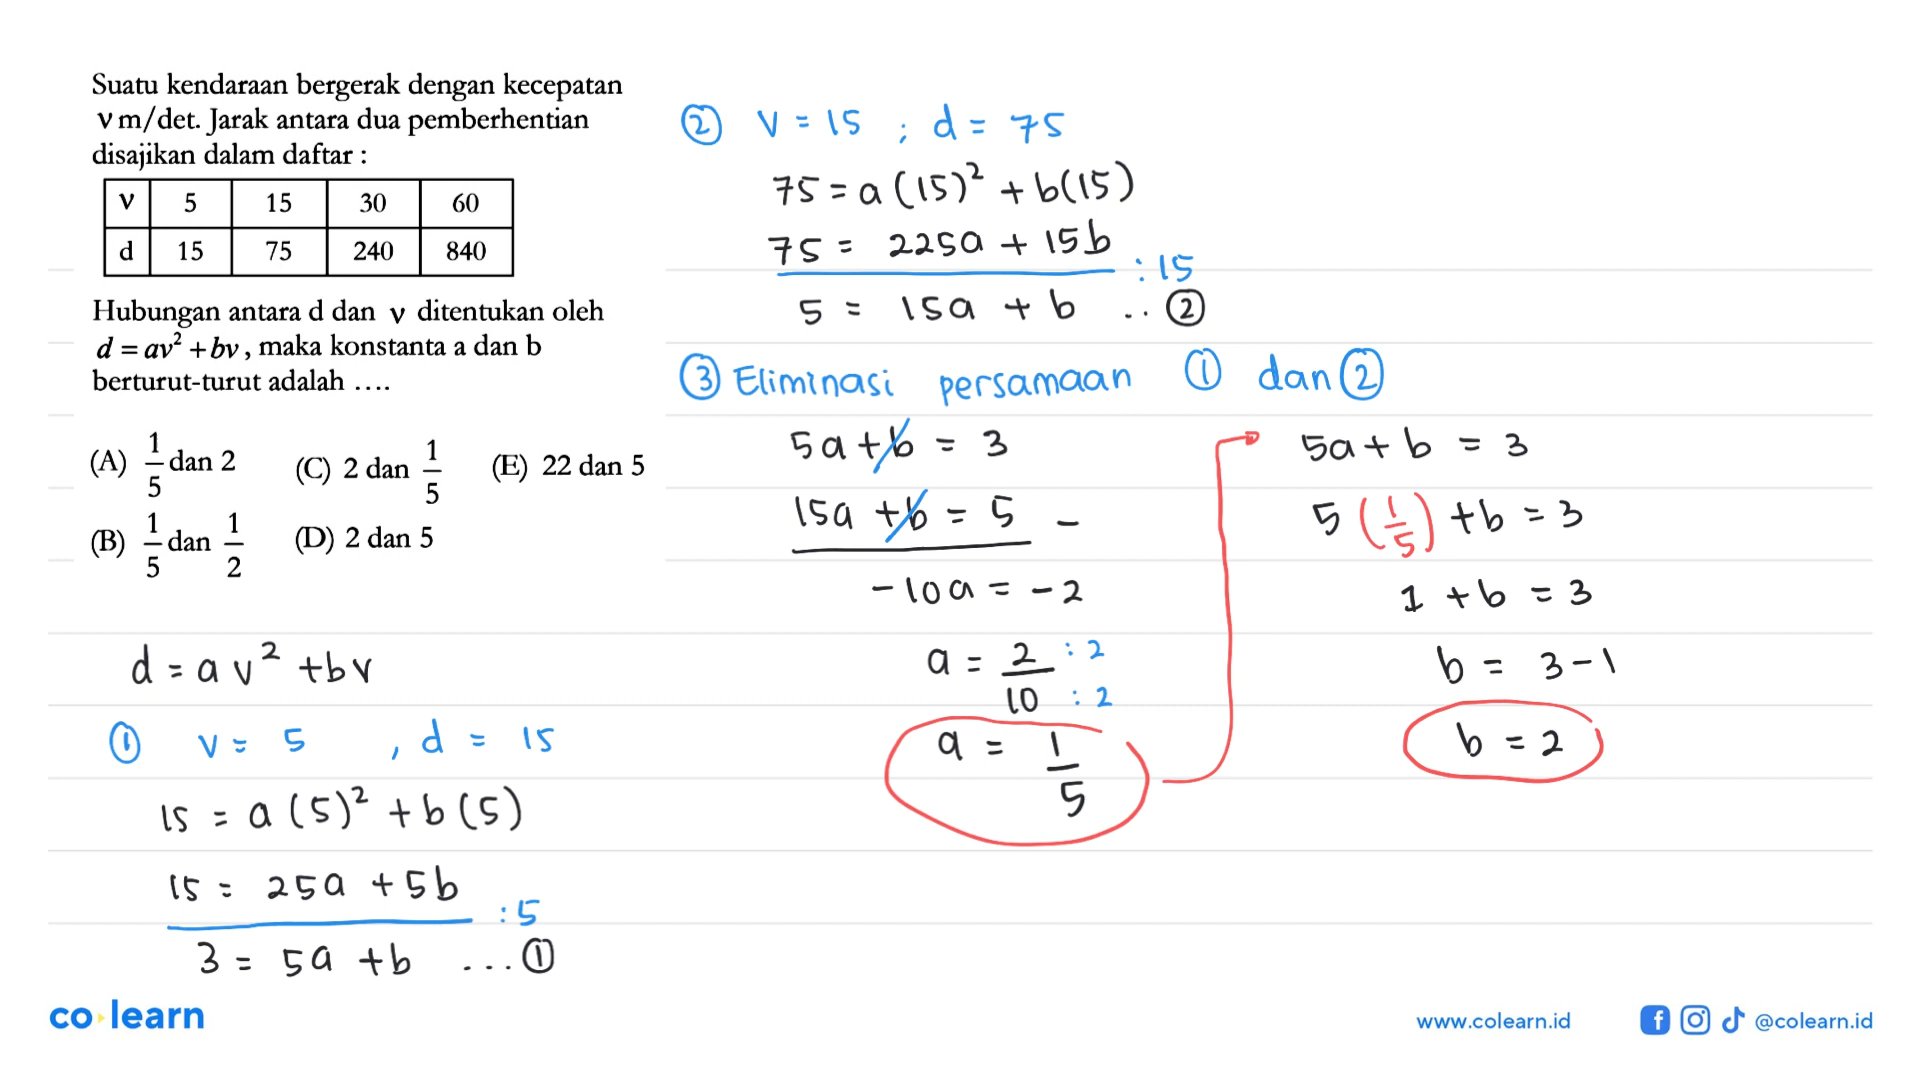 Suatu kendaraan bergerak dengan kecepatan
v m/det. Jarak antara dua pemberhentian
disajikan dalam daftar :
v 5 15 30 60
d 15 75 240 840
Hubungan antara d dan v ditentukan oleh
d = av² + bv, maka konstanta a dan b
berturut-turut adalah ....
(A) 1/5 dan 2 (C) 2 dan 1/5 (E) 22 dan 5
(B) 1/5 dan 1/2 (D) 2 dan 5
d = av² + bv
① v = 5 , d = 15
15 = a(5)² + b(5)
15 = 25a + 5b : 5
3 = 5a + b ... ①
② v = 15 ; d = 75
75 = a(15)² + b(15)
75 = 225a + 15b : 15
5 = 15a + b .. ②
③ Eliminasi persamaan ① dan ②
5a + b = 3
15a + b = 5 −
−10a = −2
a = 2/10 : 2 : 2
a = 1/5
5a + b = 3
5(1/5) + b = 3
1 + b = 3
b = 3 − 1
b = 2
co learn
www.colearn.id
@colearn.id